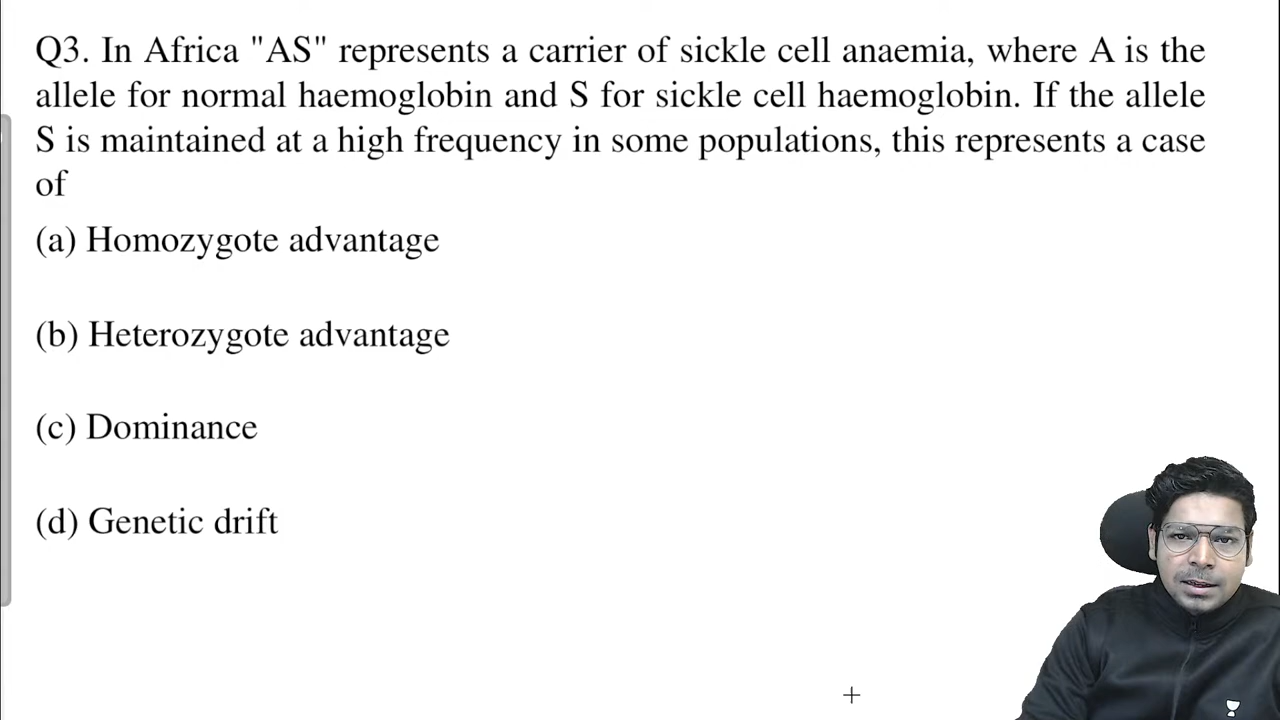 Q3. In Africa "AS" represents a carrier of sickle cell anaemia, where A is the
allele for normal haemoglobin and S for sickle cell haemoglobin. If the allele
S is maintained at a high frequency in some populations, this represents a case
of
(a) Homozygote advantage
(b) Heterozygote advantage
(c) Dominance
(d) Genetic drift